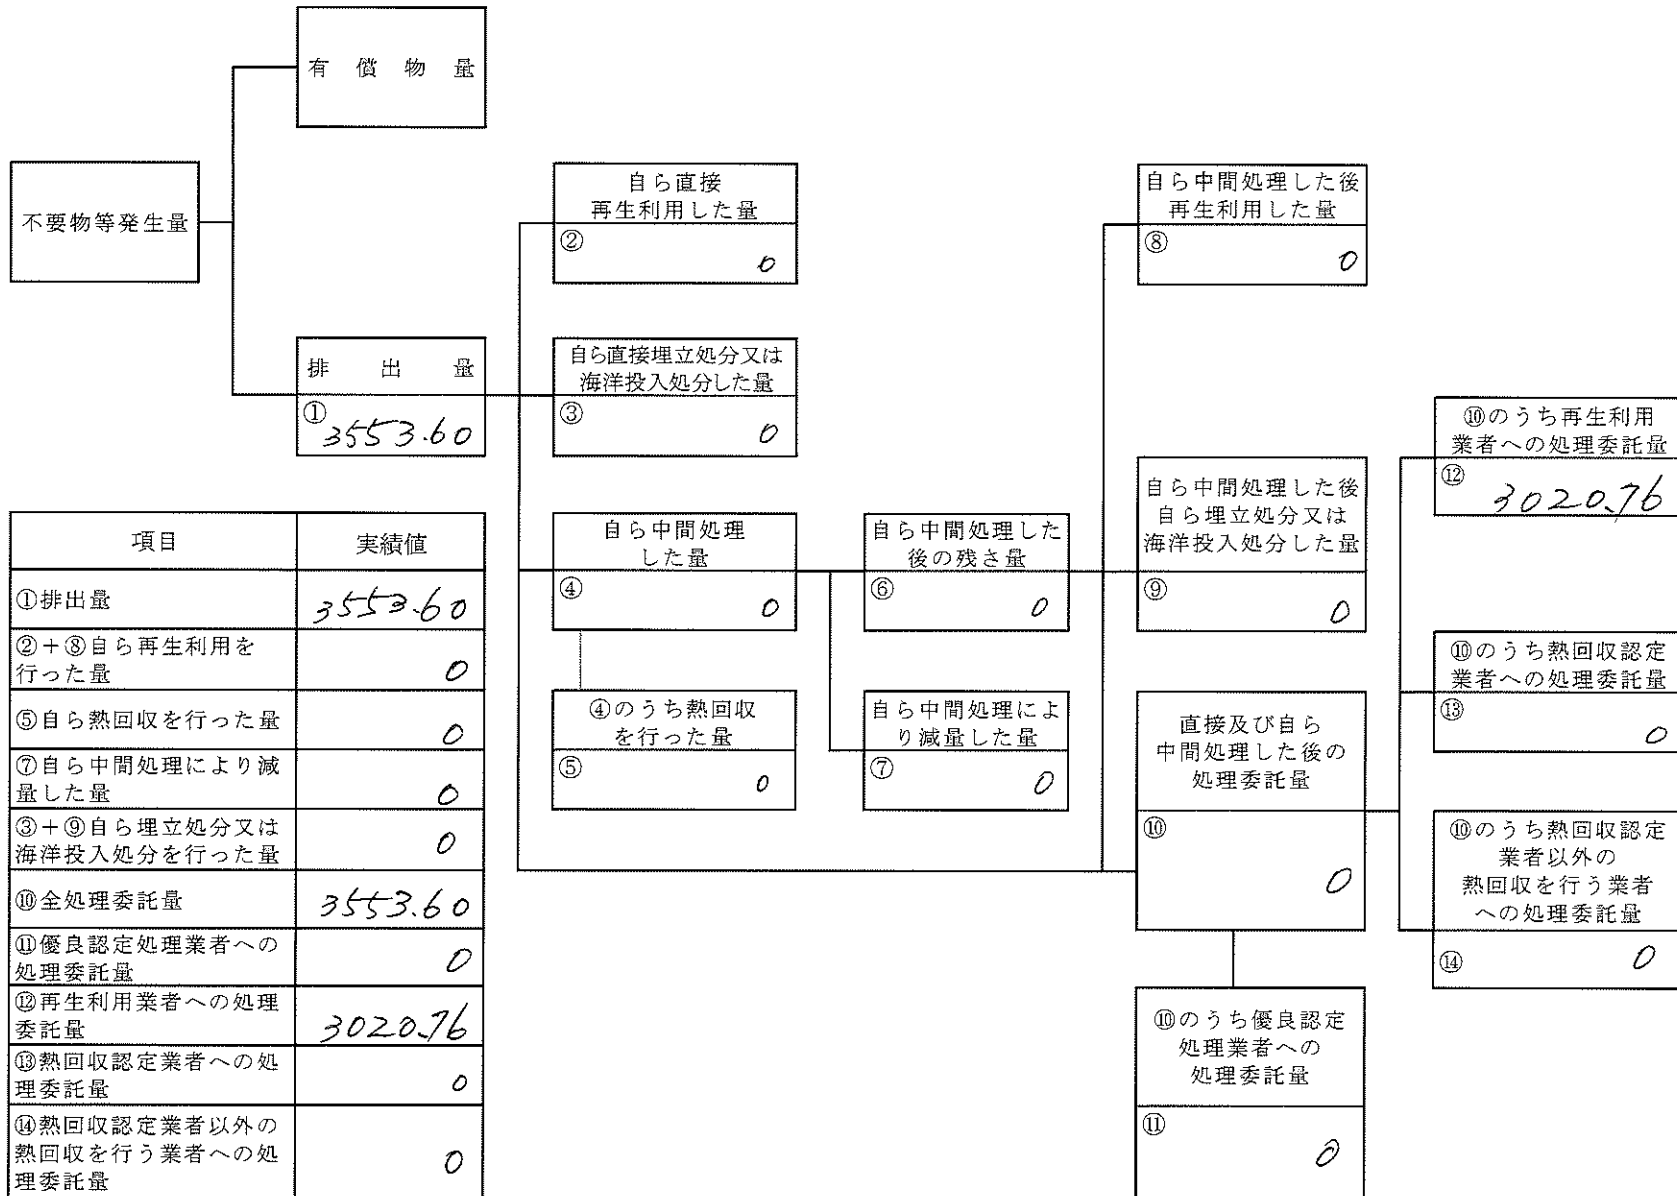 有償物量
不要物等発生量
排出量
①
3553.60
自ら直接
再生利用した量
②
0
自ら直接埋立処分又は
海洋投入処分した量
③
0
自ら中間処理
した量
④
0
④のうち熱回収
を行った量
⑤
0
自ら中間処理した
後の残さ量
⑥
0
自ら中間処理によ
り減量した量
⑦
0
自ら中間処理した後
再生利用した量
⑧
0
自ら中間処理した後
自ら埋立処分又は
海洋投入処分した量
⑨
0
直接及び自ら
中間処理した後の
処理委託量
⑩
0
⑩のうち優良認定
処理業者への
処理委託量
⑪
0
⑩のうち再生利用
業者への処理委託量
⑫
3020.76
⑩のうち熱回収認定
業者への処理委託量
⑬
0
⑩のうち熱回収認定
業者以外の
熱回収を行う業者
への処理委託量
⑭
0
項目 実績値
①排出量 3553.60
②+⑧自ら再生利用を
行った量 0
⑤自ら熱回収を行った量 0
⑦自ら中間処理により減
量した量 0
③+⑨自ら埋立処分又は
海洋投入処分を行った量 0
⑩全処理委託量 3553.60
⑪優良認定処理業者への
処理委託量 0
⑫再生利用業者への処理
委託量 3020.76
⑬熱回収認定業者への処
理委託量 0
⑭熱回収認定業者以外の
熱回収を行う業者への処
理委託量 0